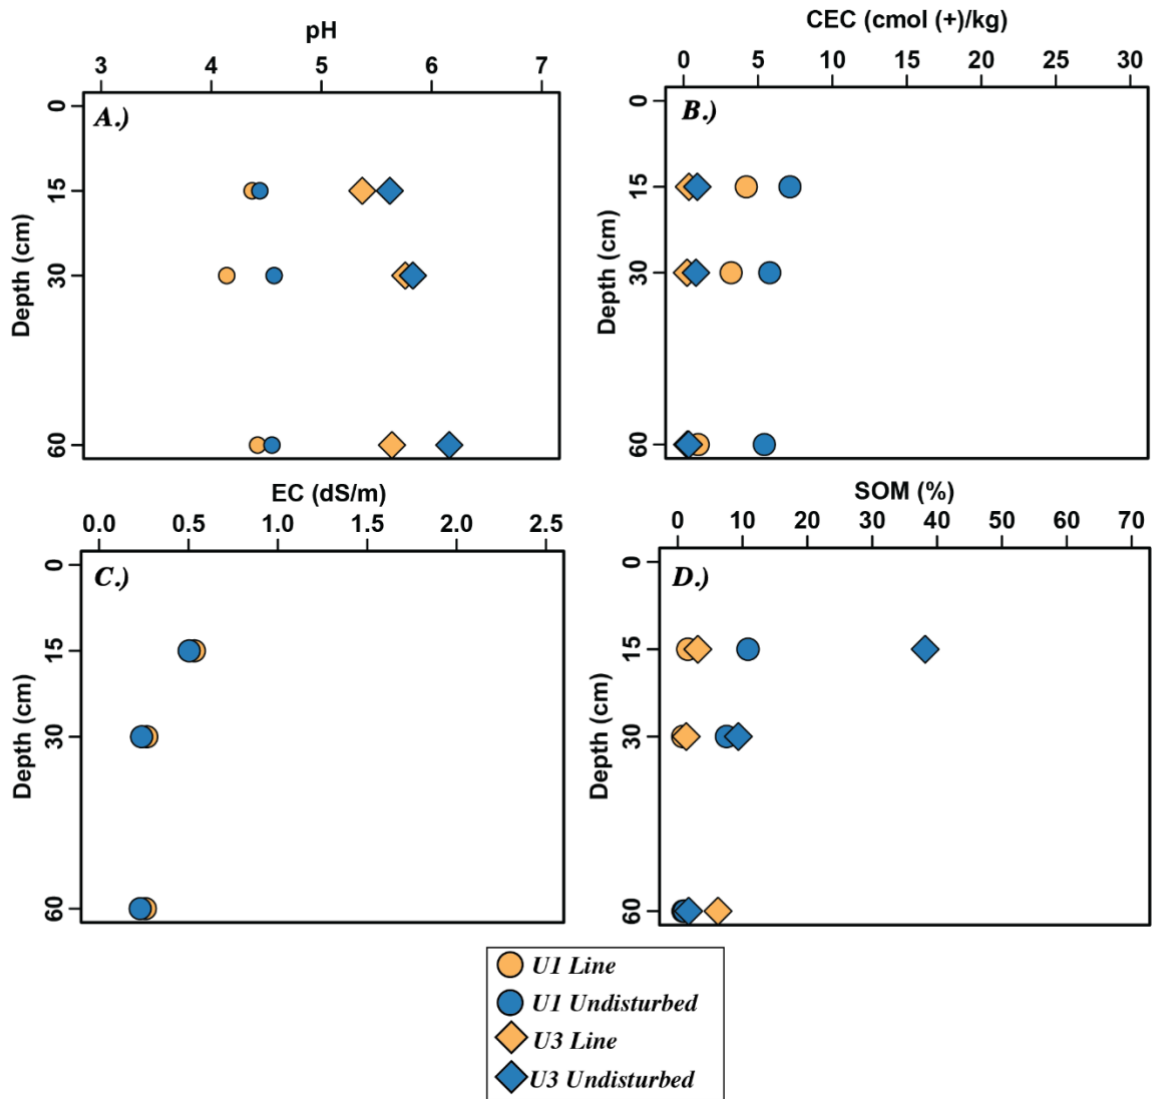 pH
3 4 5 6 7
A.)
0
15
30
60
Depth (cm)
CEC (cmol (+)/kg)
0 5 10 15 20 25 30
B.)
0
15
30
60
Depth (cm)
EC (dS/m)
0.0 0.5 1.0 1.5 2.0 2.5
C.)
0
15
30
60
Depth (cm)
SOM (%)
0 10 20 30 40 50 60 70
D.)
0
15
30
60
Depth (cm)
U1 Line
U1 Undisturbed
U3 Line
U3 Undisturbed